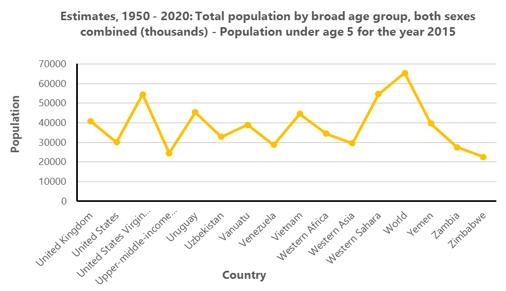 Estimates, 1950 - 2020: Total population by broad age group, both sexes
combined (thousands) - Population under age 5 for the year 2015
70000
60000
50000
40000
30000
20000
10000
0
Population
United Kingdom
United States
United States Virgin...
Upper-middle-income...
Uruguay
Uzbekistan
Vanuatu
Venezuela
Vietnam
Western Africa
Western Asia
Western Sahara
World
Yemen
Zambia
Zimbabwe
Country